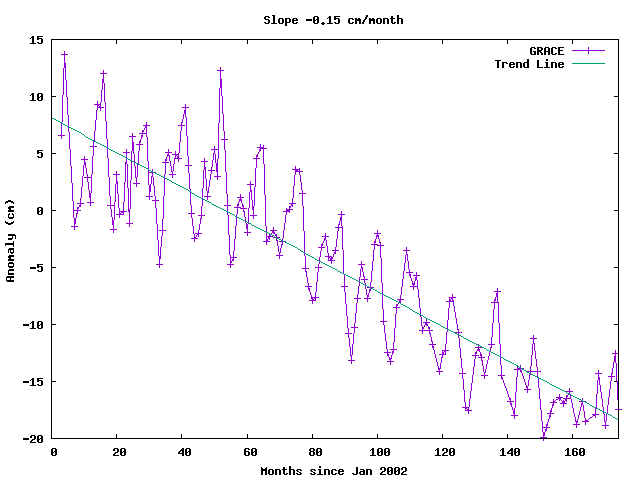 Slope -0.15 cm/month
GRACE
Trend Line
15
10
5
0
-5
-10
-15
-20
Anomaly (cm)
0 20 40 60 80 100 120 140 160
Months since Jan 2002